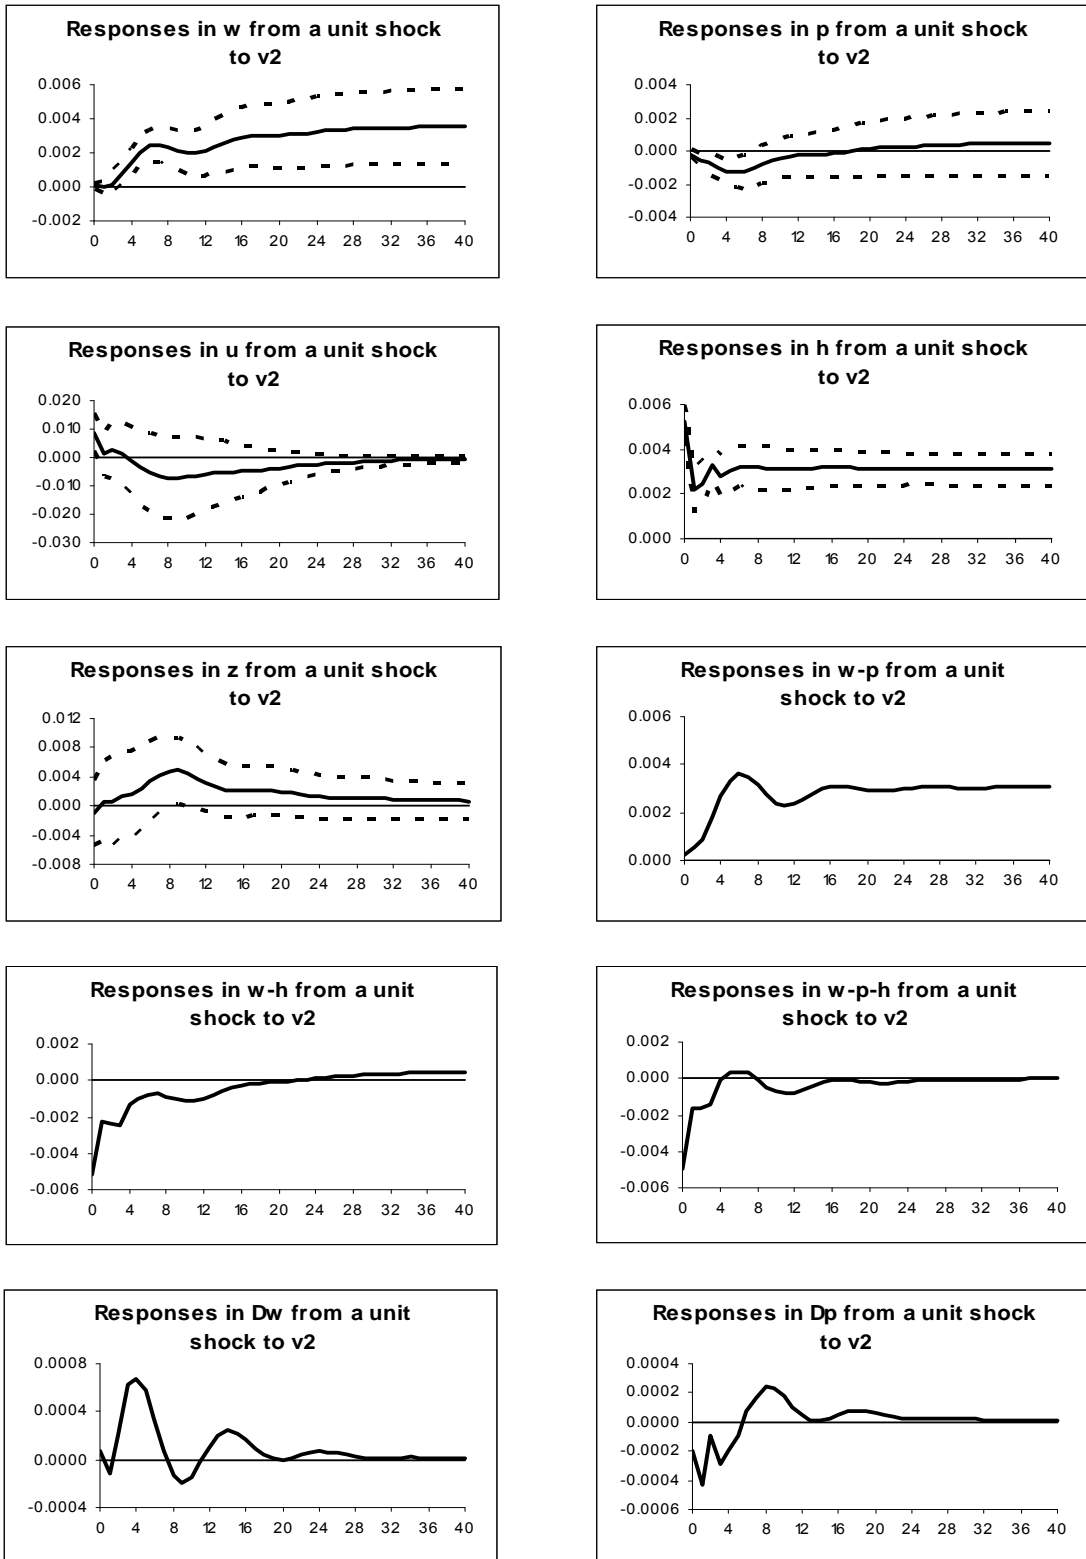 Responses in w from a unit shock
to v2
0.006
0.004
0.002
0.000
-0.002
0 4 8 12 16 20 24 28 32 36 40
Responses in p from a unit shock
to v2
0.004
0.002
0.000
-0.002
-0.004
0 4 8 12 16 20 24 28 32 36 40
Responses in u from a unit shock
to v2
0.020
0.010
0.000
-0.010
-0.020
-0.030
0 4 8 12 16 20 24 28 32 36 40
Responses in h from a unit shock
to v2
0.006
0.004
0.002
0.000
0 4 8 12 16 20 24 28 32 36 40
Responses in z from a unit shock
to v2
0.012
0.008
0.004
0.000
-0.004
-0.008
0 4 8 12 16 20 24 28 32 36 40
Responses in w-p from a unit
shock to v2
0.006
0.004
0.002
0.000
0 4 8 12 16 20 24 28 32 36 40
Responses in w-h from a unit
shock to v2
0.002
0.000
-0.002
-0.004
-0.006
0 4 8 12 16 20 24 28 32 36 40
Responses in w-p-h from a unit
shock to v2
0.002
0.000
-0.002
-0.004
-0.006
0 4 8 12 16 20 24 28 32 36 40
Responses in Dw from a unit
shock to v2
0.0008
0.0004
0.0000
-0.0004
0 4 8 12 16 20 24 28 32 36 40
Responses in Dp from a unit shock
to v2
0.0004
0.0002
0.0000
-0.0002
-0.0004
-0.0006
0 4 8 12 16 20 24 28 32 36 40